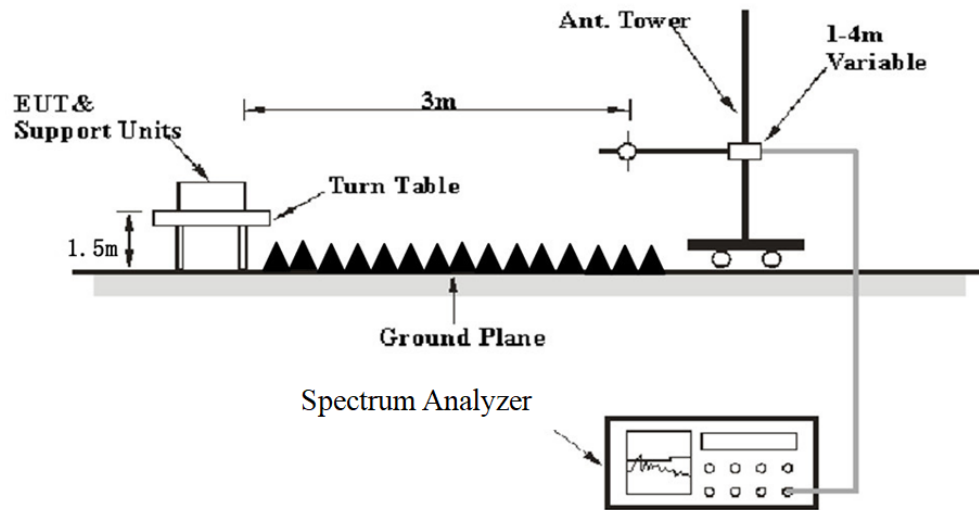 Ant. Tower
1-4m
Variable
3m
EUT&
Support Units
Turn Table
1.5m
Ground Plane
Spectrum Analyzer